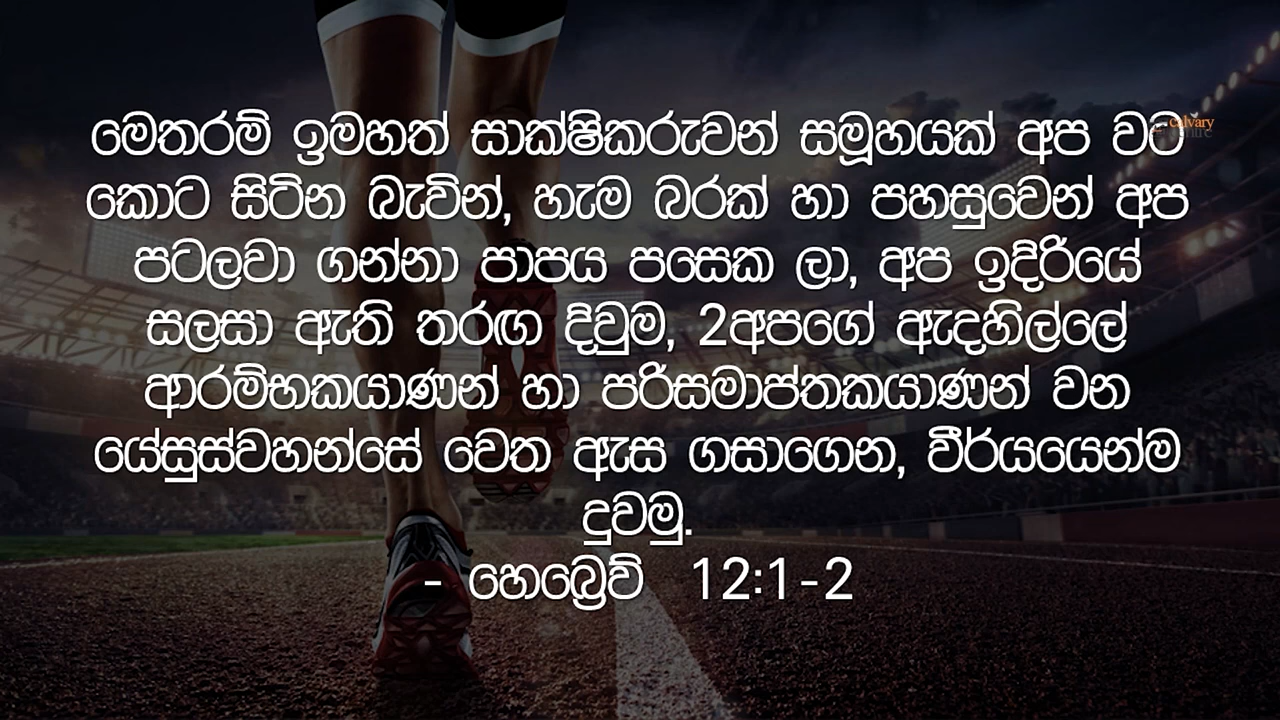 මෙතරම් ඉමහත් සාක්ෂිකරුවන් සමූහයක් අප වට
කොට සිටින බැවින්, හැම බරක් හා පහසුවෙන් අප
පටලවා ගන්නා පාපය පසෙක ලා, අප ඉදිරියේ
සලසා ඇති තරඟ දිවුම, 2අපගේ ඇදහිල්ලේ
ආරම්භකයාණන් හා පරිසමාප්තකයාණන් වන
යේසුස්වහන්සේ වෙත ඇස ගසාගෙන, වීර්යයෙන්ම
දුවමු.
- හෙබ්‍රෙව් 12:1-2
calvary